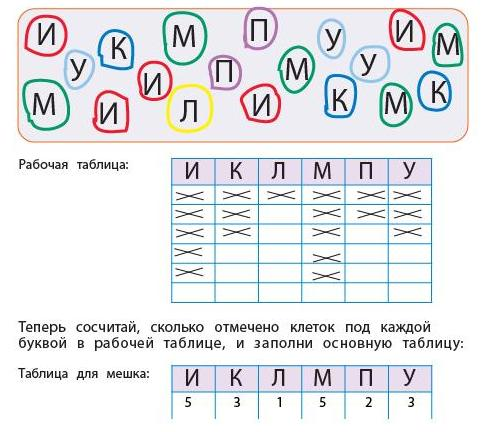 И К М П У И М
У И П М У
М И Л И К М К
Рабочая таблица:
И К Л М П У
Теперь сосчитай, сколько отмечено клеток под каждой
буквой в рабочей таблице, и заполни основную таблицу:
Таблица для мешка:
И К Л М П У
5 3 1 5 2 3